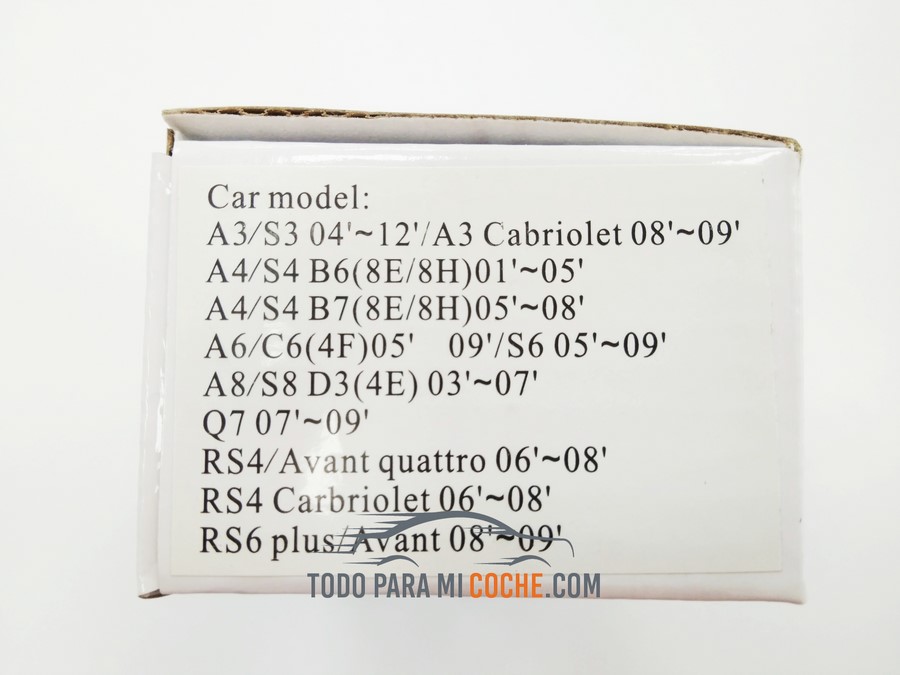 Car model:
A3/S3 04'~12'/A3 Cabriolet 08'~09'
A4/S4 B6(8E/8H)01'~05'
A4/S4 B7(8E/8H)05'~08'
A6/C6(4F)05' 09'/S6 05'~09'
A8/S8 D3(4E) 03'~07'
Q7 07'~09'
RS4/Avant quattro 06'~08'
RS4 Carbriolet 06'~08'
RS6 plus/Avant 08'~09'
TODO PARA MI COCHE.COM